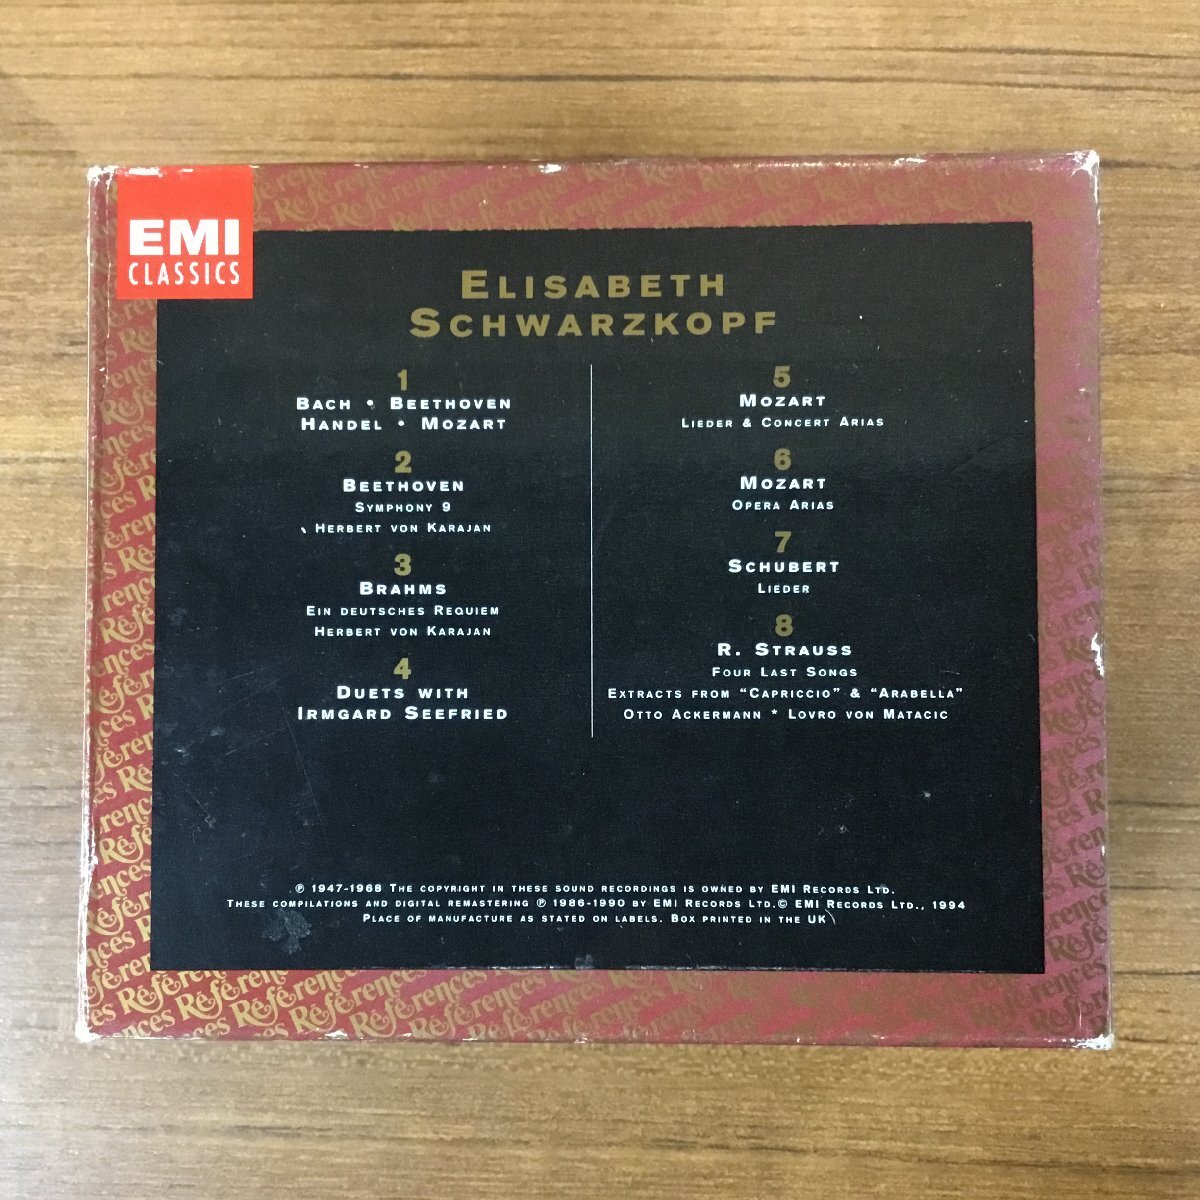 EMI
CLASSICS
ELISABETH
SCHWARZKOPF
1
BACH • BEETHOVEN
HANDEL • MOZART
2
BEETHOVEN
SYMPHONY 9
HERBERT VON KARAJAN
3
BRAHMS
EIN DEUTSCHES REQUIEM
HERBERT VON KARAJAN
4
DUETS WITH
IRMGARD SEEFRIED
5
MOZART
LIEDER & CONCERT ARIAS
6
MOZART
OPERA ARIAS
7
SCHUBERT
LIEDER
8
R. STRAUSS
FOUR LAST SONGS
EXTRACTS FROM “CAPRICCIO” & “ARABELLA”
OTTO ACKERMANN * LOVRO VON MATACIC
℗ 1947-1968 THE COPYRIGHT IN THESE SOUND RECORDINGS IS OWNED BY EMI RECORDS LTD.
THESE COMPILATIONS AND DIGITAL REMASTERING ℗ 1986-1990 BY EMI RECORDS LTD.© EMI RECORDS LTD., 1994
PLACE OF MANUFACTURE AS STATED ON LABELS. BOX PRINTED IN THE UK
Références